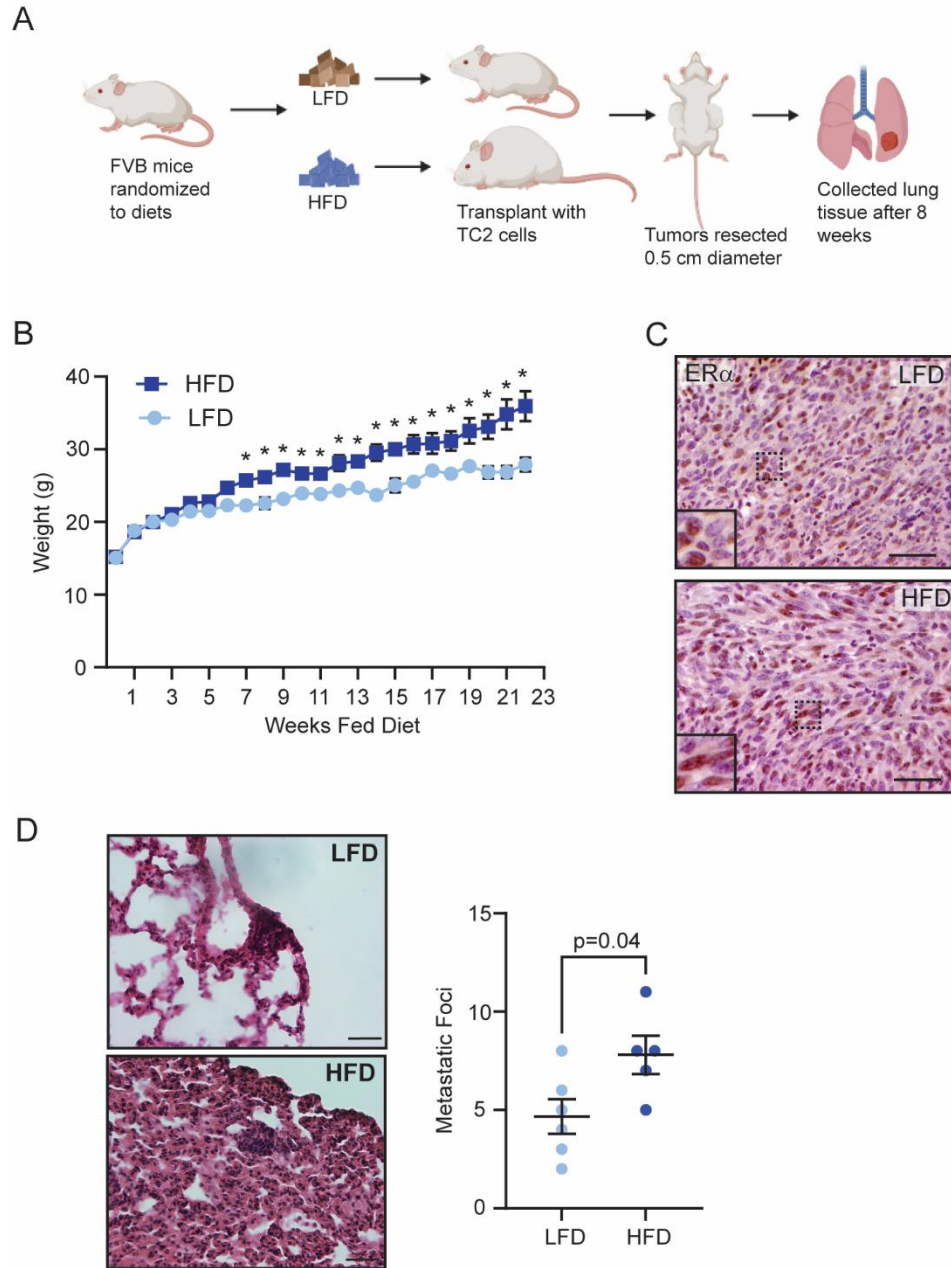 A
LFD
HFD
FVB mice
randomized
to diets
Transplant with
TC2 cells
Tumors resected
0.5 cm diameter
Collected lung
tissue after 8
weeks
B
HFD
LFD
* * * * * * * * * * * * * * * *
Weight (g)
40
30
20
10
0
1 3 5 7 9 11 13 15 17 19 21 23
Weeks Fed Diet
C
ERα LFD
HFD
D
LFD
HFD
Metastatic Foci
15
10
5
0
p=0.04
LFD HFD